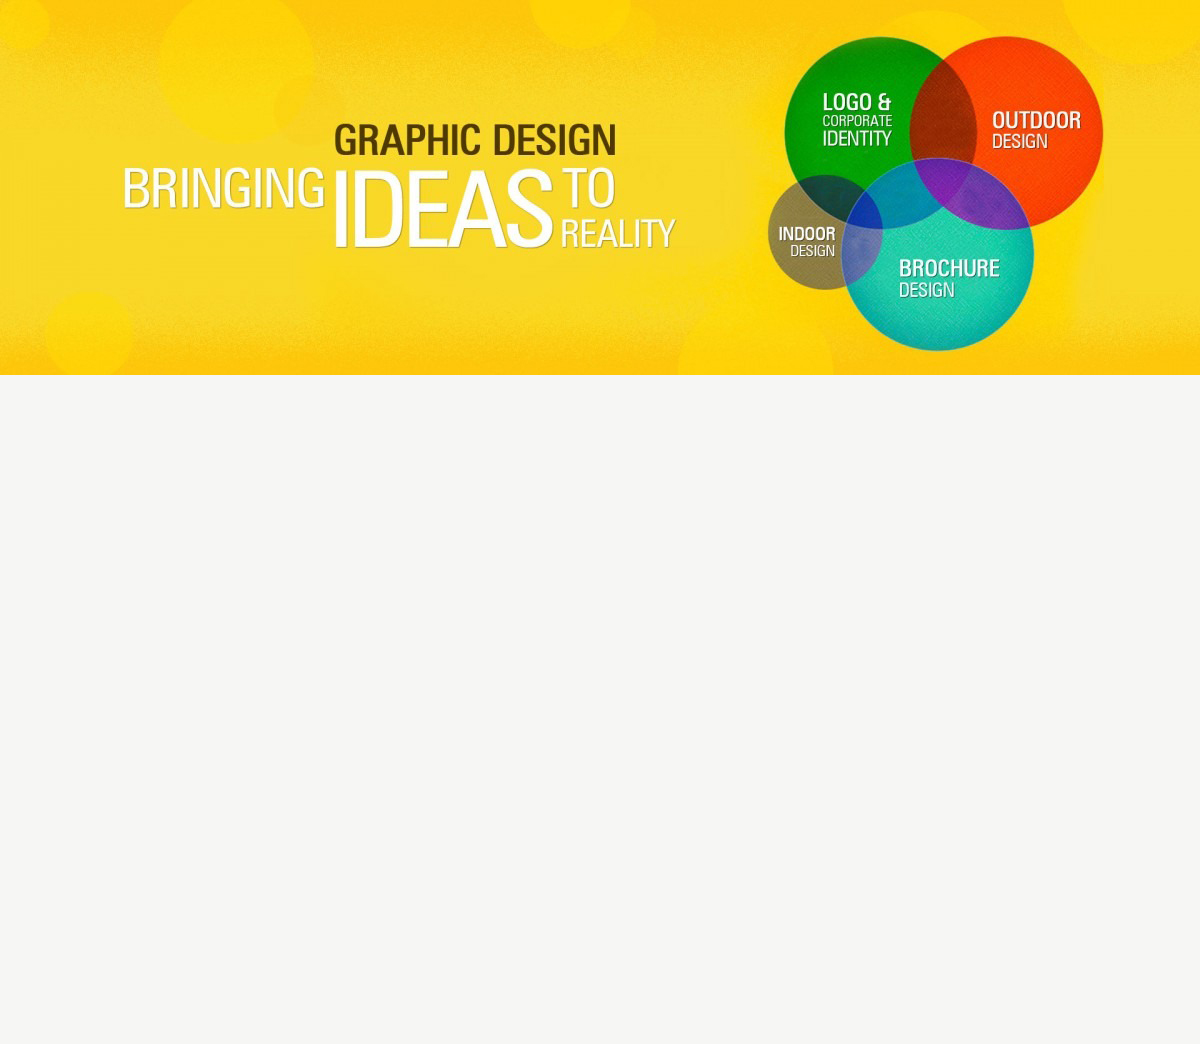 GRAPHIC DESIGN
BRINGING IDEAS TO
REALITY
LOGO &
CORPORATE
IDENTITY
OUTDOOR
DESIGN
INDOOR
DESIGN
BROCHURE
DESIGN